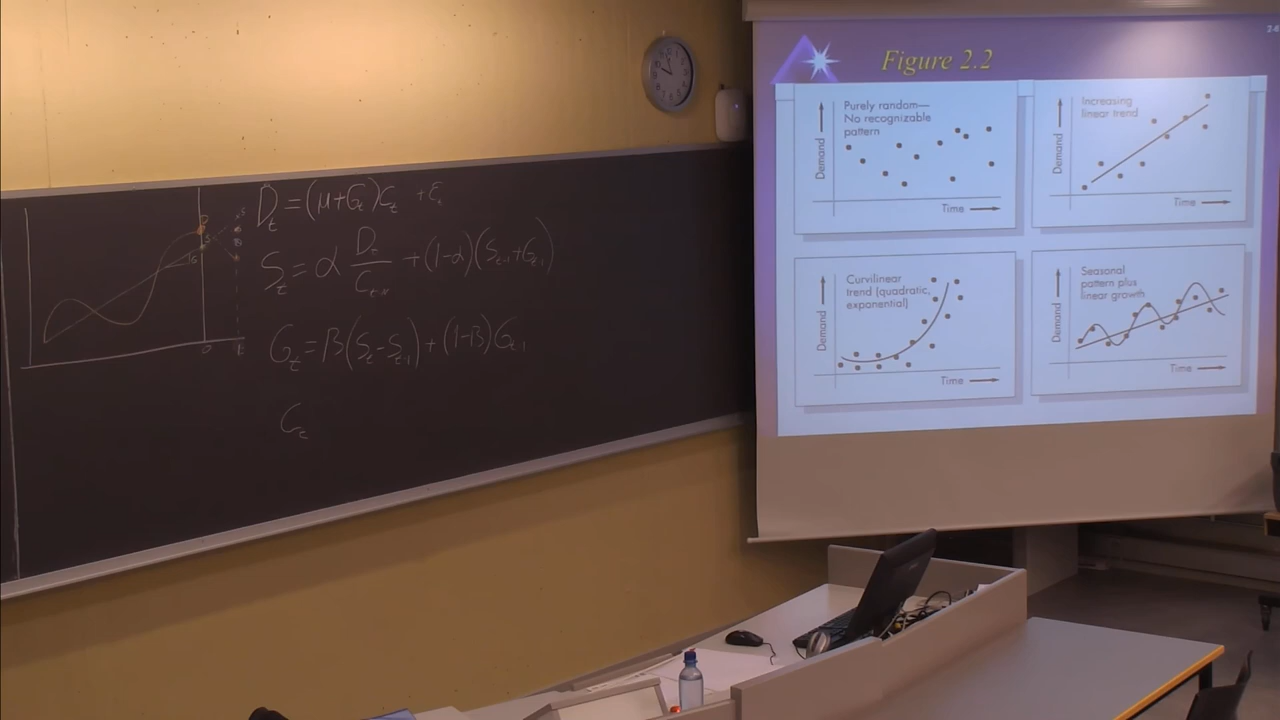 D_t = (μ+G_t)C_t + ε_t
S_t = α D_t / C_{t-N} + (1-α)(S_{t-1}+G_{t-1})
G_t = β(S_t - S_{t-1}) + (1-β)G_{t-1}
C_t
0
t
Figure 2.2
Purely random—
No recognizable
pattern
Demand
Time
Increasing
linear trend
Demand
Time
Curvilinear
trend (quadratic,
exponential)
Demand
Time
Seasonal
pattern plus
linear growth
Demand
Time